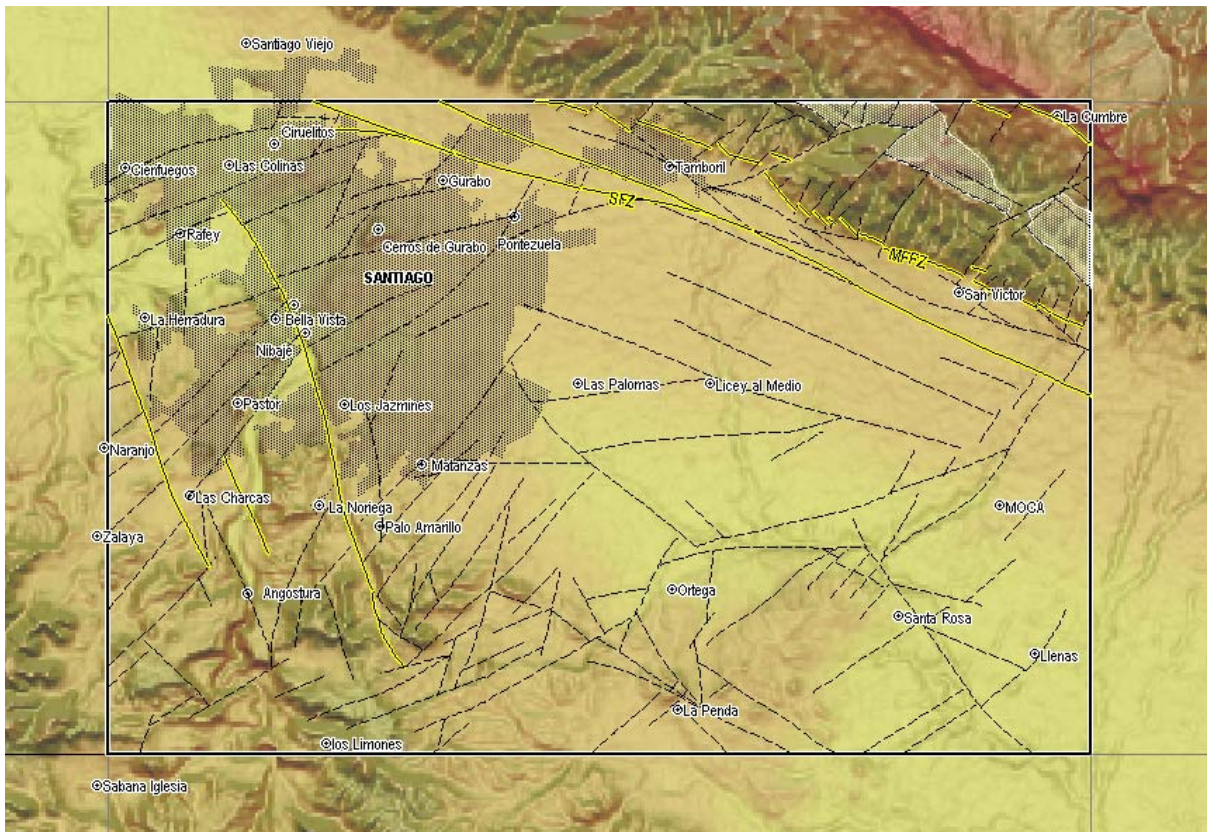 Santiago Viejo
La Cumbre
Ciruelitos
Cienfuegos
Las Colinas
Tamboril
Gurabo
SFZ
Rafey
Cerros de Gurabo
Pontezuela
MFFZ
SANTIAGO
San Victor
La Herradura
Bella Vista
Nibaje
Las Palomas
Licey al Medio
Pastor
Los Jazmines
Naranjo
Matanzas
Las Charcas
La Noriega
MOCA
Palo Amarillo
Zalaya
Angostura
Ortega
Santa Rosa
Llenas
La Penda
los Limones
Sabana Iglesia